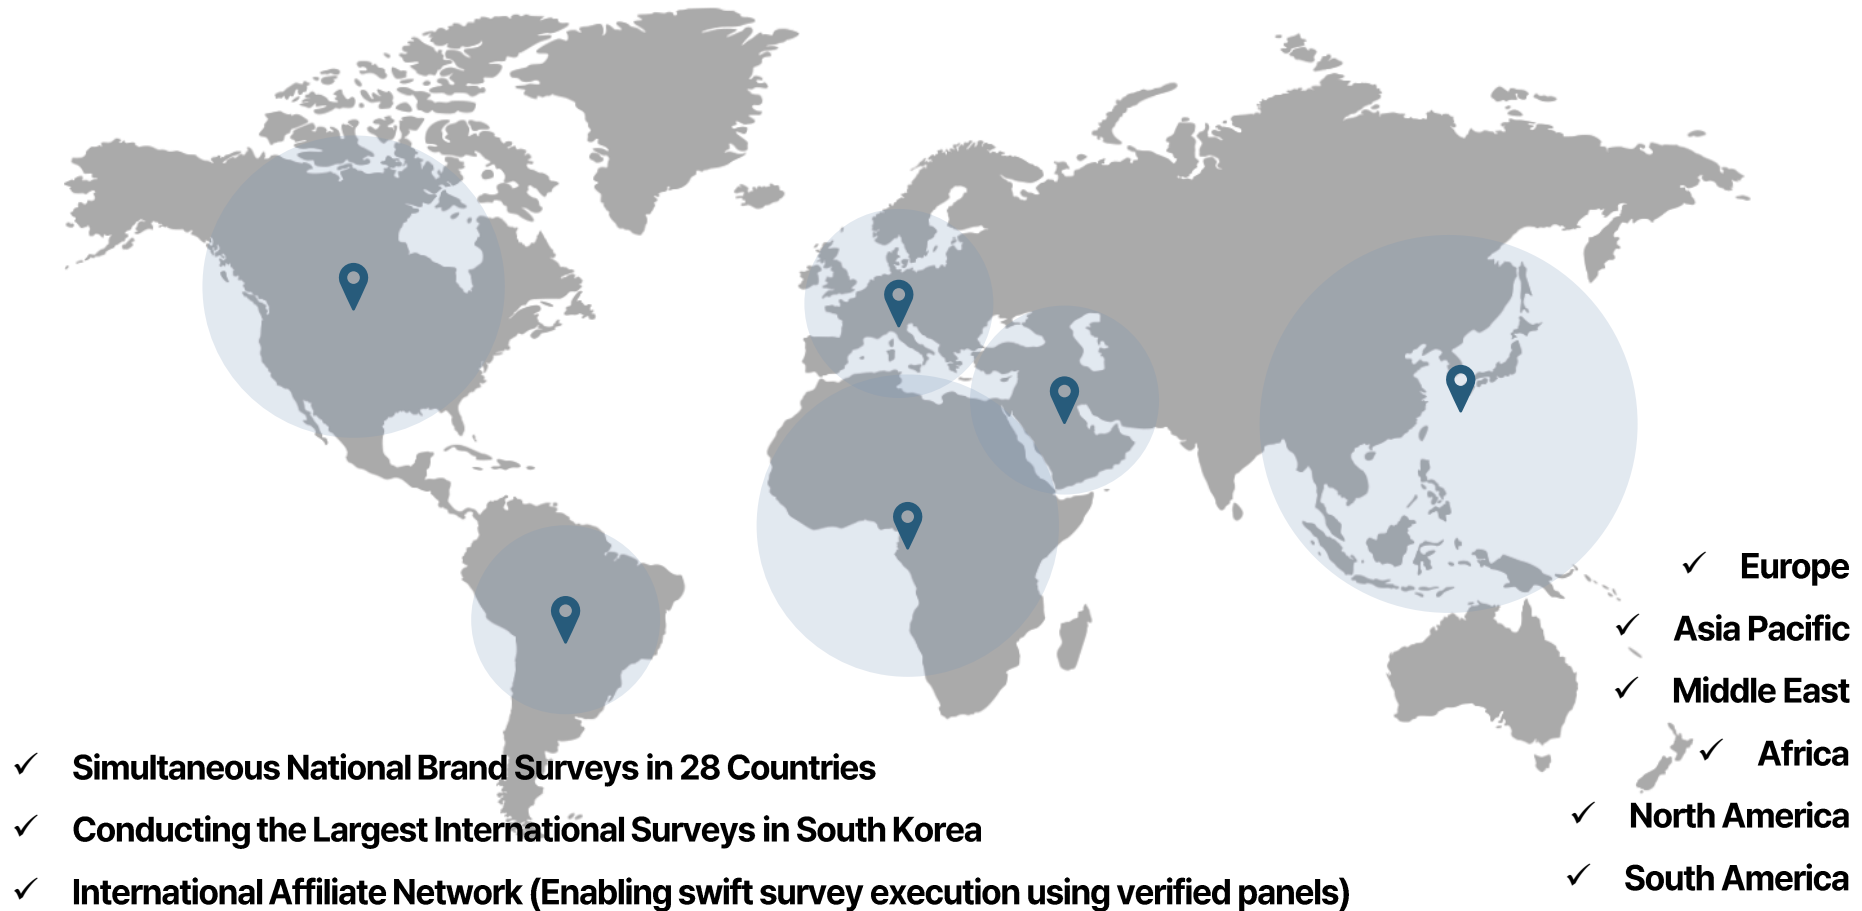 Europe
Asia Pacific
Middle East
Africa
North America
South America
Simultaneous National Brand Surveys in 28 Countries
Conducting the Largest International Surveys in South Korea
International Affiliate Network (Enabling swift survey execution using verified panels)